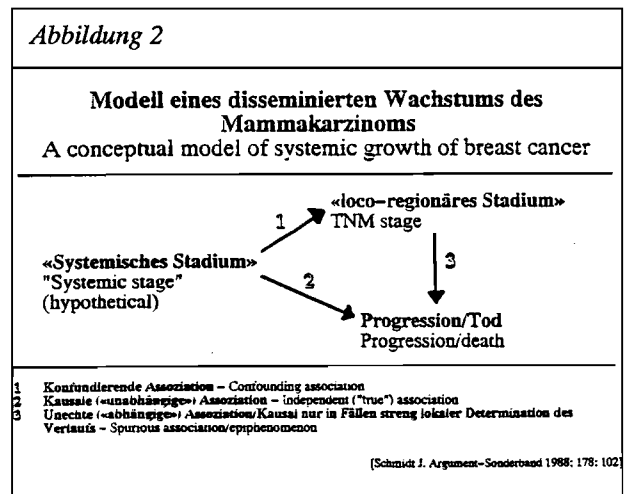 Abbildung 2
Modell eines disseminierten Wachstums des
Mammakarzinoms
A conceptual model of systemic growth of breast cancer
«loco-regionäres Stadium»
TNM stage
1
«Systemisches Stadium»
"Systemic stage"
(hypothetical)
2
3
Progression/Tod
Progression/death
1 Konfundierende Assoziation – Confounding association
2 Kausale («unabhängige») Assoziation – independent ("true") association
3 Unechte («abhängige») Assoziation/Kausal nur in Fällen streng lokaler Determination des
Verlaufs – Spurious association/epiphenomenon
[Schmidt J. Argument-Sonderband 1988; 178: 102]